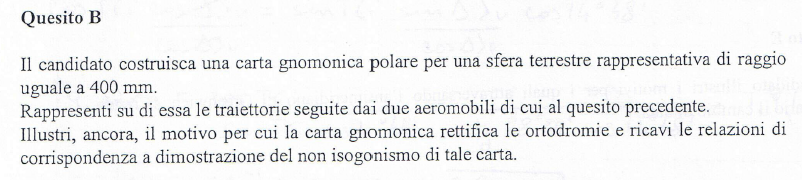 Quesito B
Il candidato costruisca una carta gnomonica polare per una sfera terrestre rappresentativa di raggio
uguale a 400 mm.
Rappresenti su di essa le traiettorie seguite dai due aeromobili di cui al quesito precedente.
Illustri, ancora, il motivo per cui la carta gnomonica rettifica le ortodromie e ricavi le relazioni di
corrispondenza a dimostrazione del non isogonismo di tale carta.